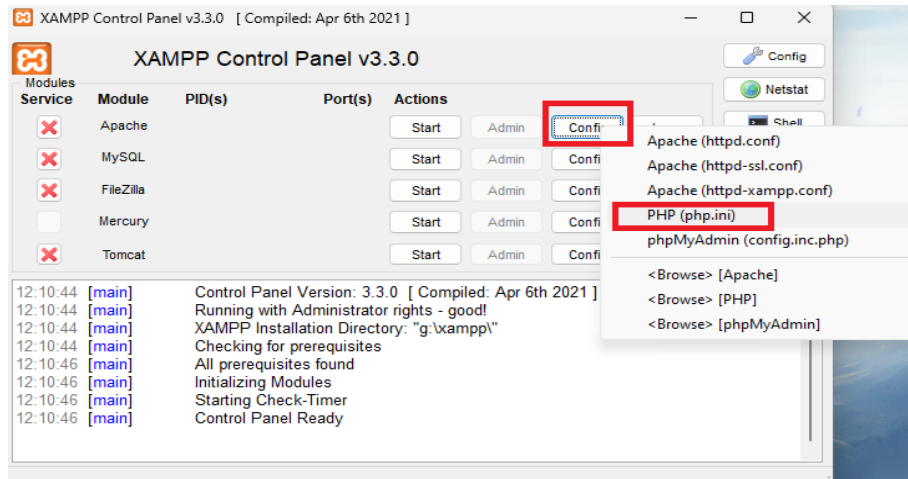 XAMPP Control Panel v3.3.0 [ Compiled: Apr 6th 2021 ]
XAMPP Control Panel v3.3.0
Config
Modules
Service Module PID(s) Port(s) Actions
Netstat
Shell
Apache Start Admin Config
MySQL Start Admin
FileZilla Start Admin
Mercury Start Admin
Tomcat Start Admin
Apache (httpd.conf)
Apache (httpd-ssl.conf)
Apache (httpd-xampp.conf)
PHP (php.ini)
phpMyAdmin (config.inc.php)
<Browse> [Apache]
<Browse> [PHP]
<Browse> [phpMyAdmin]
12:10:44 [main] Control Panel Version: 3.3.0 [ Compiled: Apr 6th 2021 ]
12:10:44 [main] Running with Administrator rights - good!
12:10:44 [main] XAMPP Installation Directory: "g:\xampp\"
12:10:44 [main] Checking for prerequisites
12:10:46 [main] All prerequisites found
12:10:46 [main] Initializing Modules
12:10:46 [main] Starting Check-Timer
12:10:46 [main] Control Panel Ready